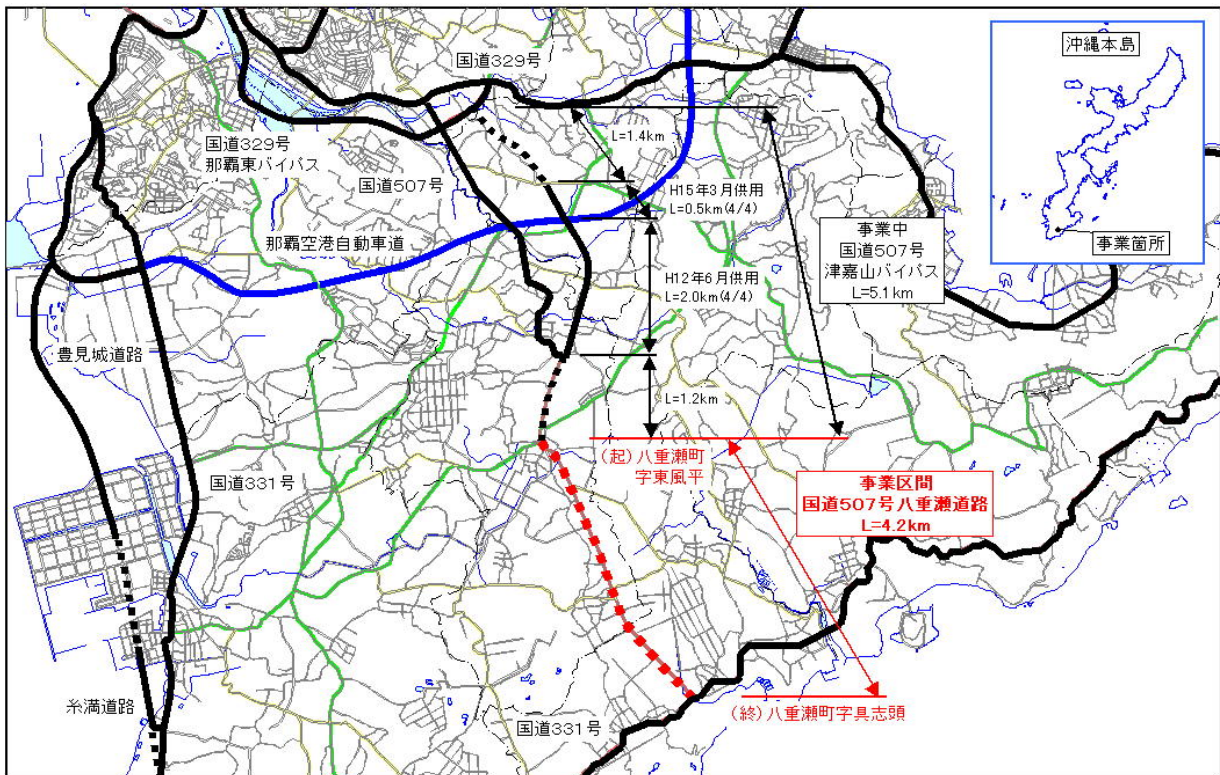 国道329号
沖縄本島
L=1.4km
国道329号
那覇東バイパス
国道507号
H15年3月供用
L=0.5km(4/4)
事業中
国道507号
津嘉山バイパス
L=5.1km
事業箇所
那覇空港自動車道
H12年6月供用
L=2.0km(4/4)
豊見城道路
L=1.2km
(起)八重瀬町
字東風平
国道331号
事業区間
国道507号八重瀬道路
L=4.2km
糸満道路
国道331号
(終)八重瀬町字具志頭